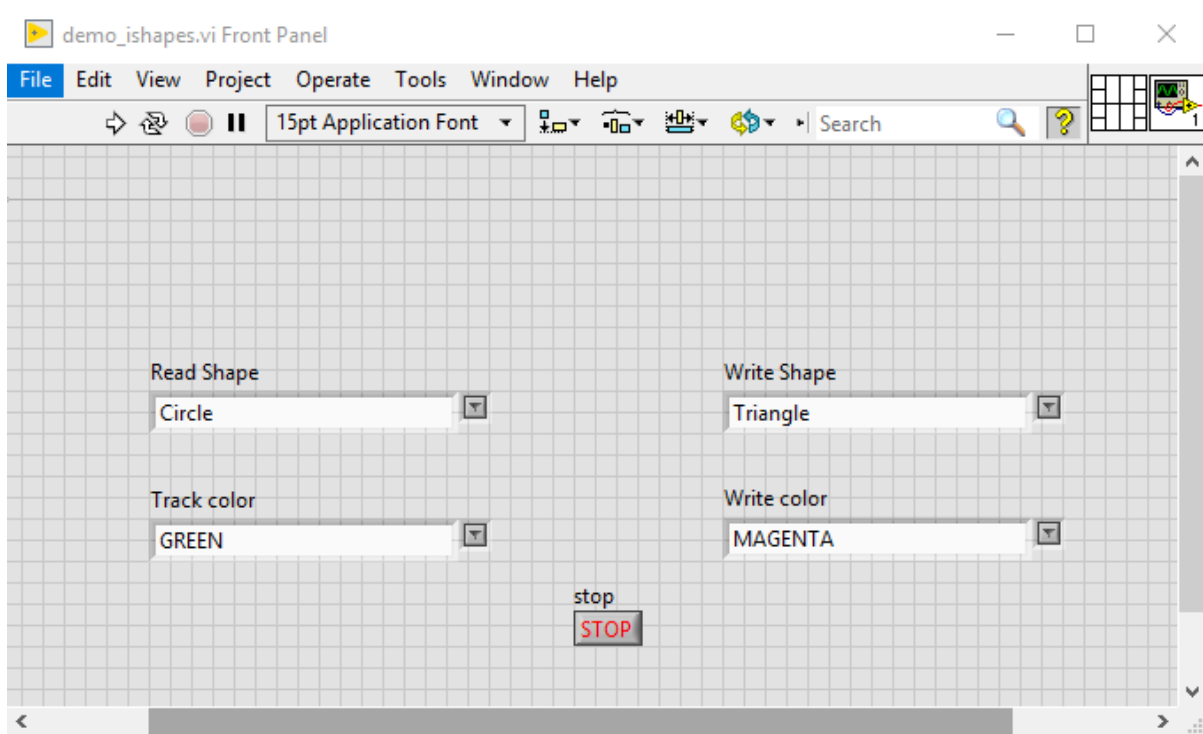 demo_ishapes.vi Front Panel
File Edit View Project Operate Tools Window Help
15pt Application Font Search
1
Read Shape Write Shape
Circle Triangle
Track color Write color
GREEN MAGENTA
stop
STOP